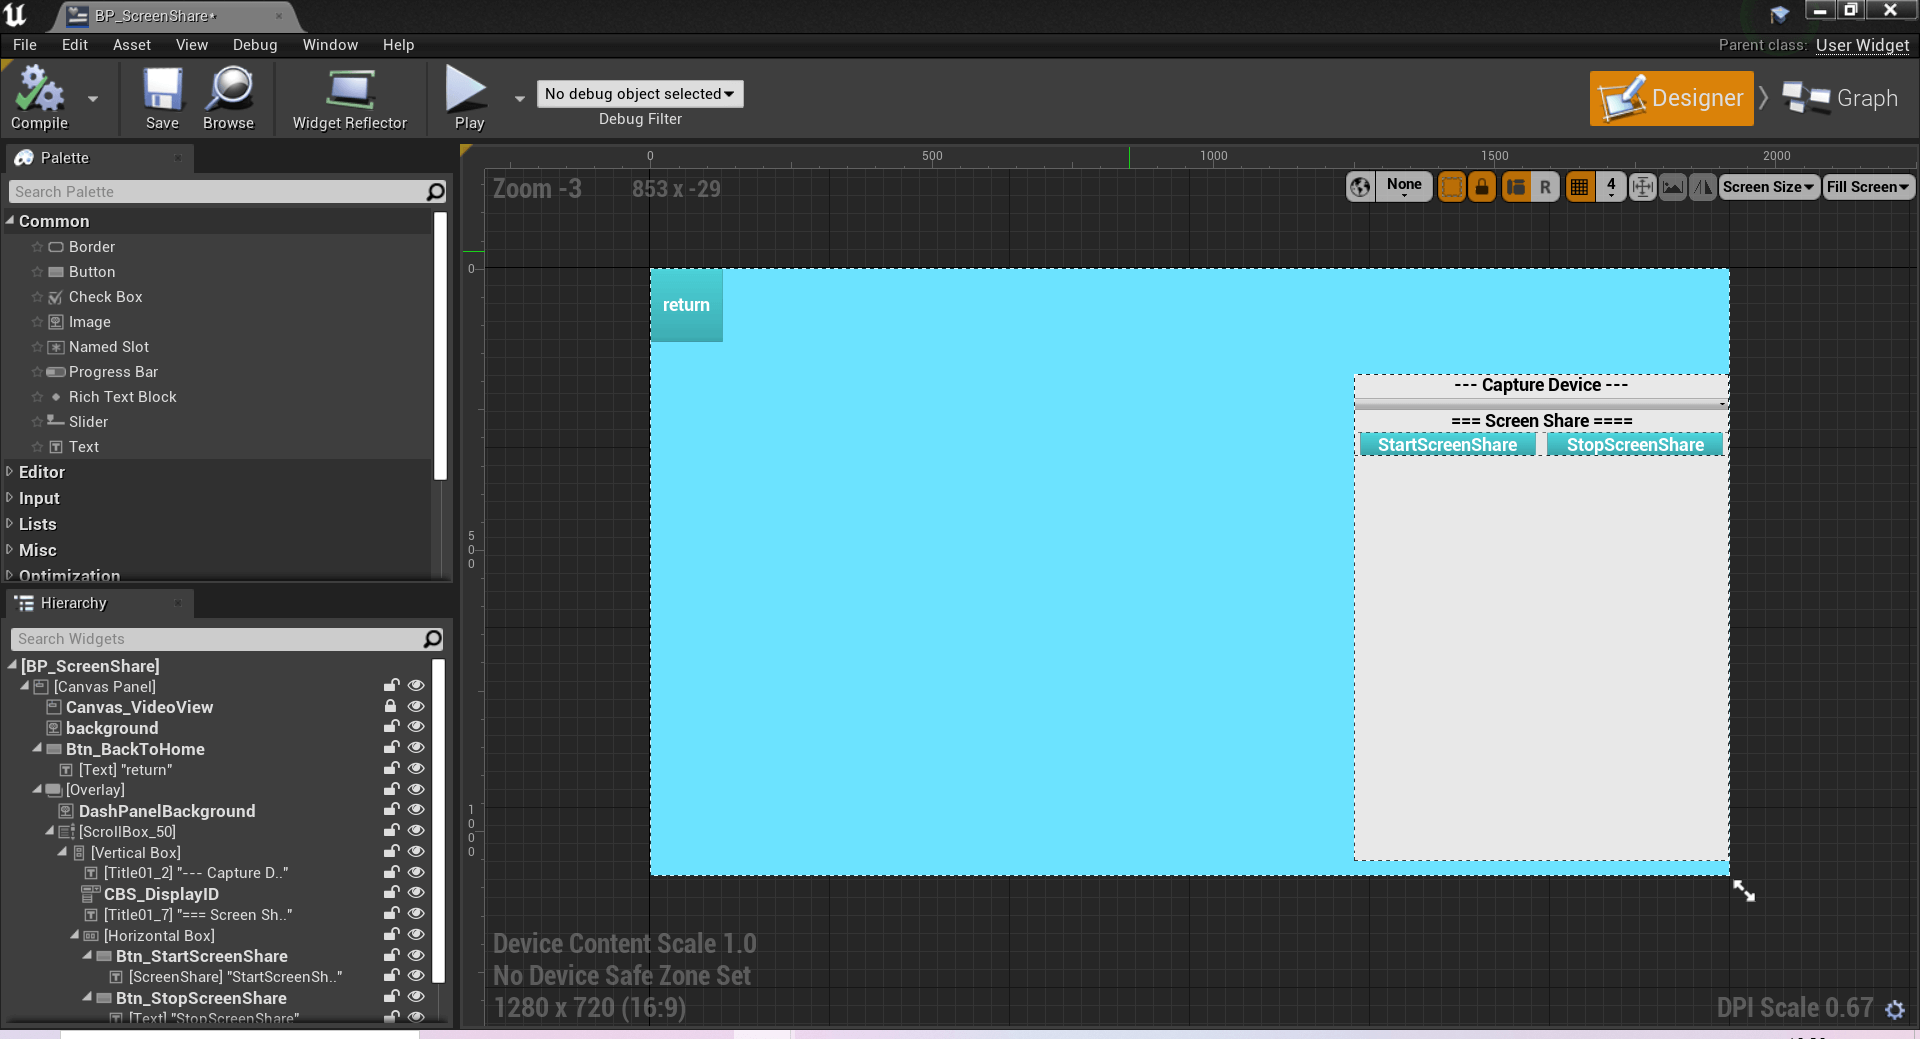 BP_ScreenShare*
File Edit Asset View Debug Window Help
Parent class: User Widget
Compile
Save
Browse
Widget Reflector
Play
No debug object selected
Debug Filter
Designer
Graph
Palette
Search Palette
Common
Border
Button
Check Box
Image
Named Slot
Progress Bar
Rich Text Block
Slider
Text
Editor
Input
Lists
Misc
Optimization
Hierarchy
Search Widgets
[BP_ScreenShare]
[Canvas Panel]
Canvas_VideoView
background
Btn_BackToHome
[Text] "return"
[Overlay]
DashPanelBackground
[ScrollBox_50]
[Vertical Box]
[Title01_2] "--- Capture D.."
CBS_DisplayID
[Title01_7] "=== Screen Sh.."
[Horizontal Box]
Btn_StartScreenShare
[ScreenShare] "StartScreenSh.."
Btn_StopScreenShare
[Text] "StopScreenShare"
0 500 1000 1500 2000
Zoom -3
853 x -29
None
R
4
Screen Size
Fill Screen
0
500
1000
return
--- Capture Device ---
=== Screen Share ====
StartScreenShare
StopScreenShare
Device Content Scale 1.0
No Device Safe Zone Set
1280 x 720 (16:9)
DPI Scale 0.67